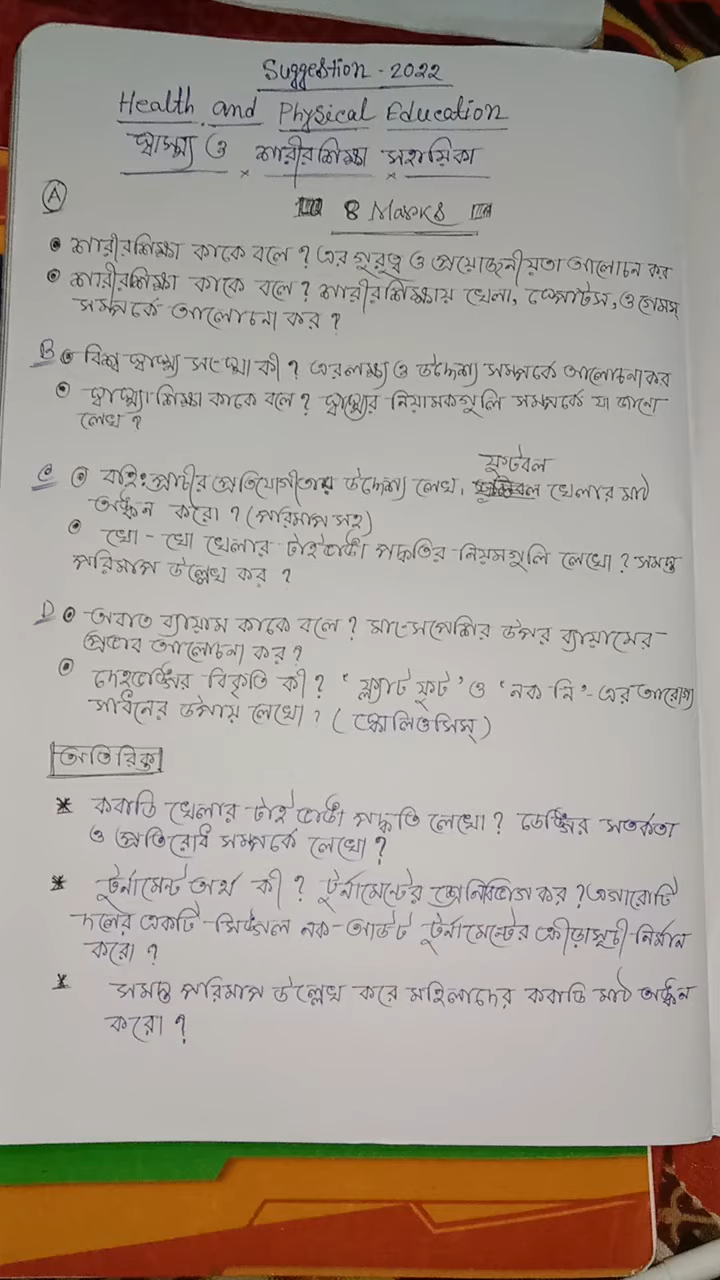 Suggestion - 2022
Health and Physical Education
স্বাস্থ্য ও শারীরশিক্ষা সহায়িকা
A
8 Marks
শারীরশিক্ষা কাকে বলে? এর গুরুত্ব ও প্রয়োজনীয়তা আলোচনা কর
শারীরশিক্ষা কাকে বলে? শারীরশিক্ষায় খেলা, স্পোর্টস, ও গেমস্
সম্পর্কে আলোচনা কর?
B বিশ্ব স্বাস্থ্য সংস্থা কী? এর লক্ষ্য ও উদ্দেশ্য সম্পর্কে আলোচনা কর
স্বাস্থ্যশিক্ষা কাকে বলে? স্বাস্থ্যের নিয়ামকগুলি সম্পর্কে যা জানো
লেখ?
ফুটবল
C বহিঃপ্রাচীর প্রতিযোগীতার উদ্দেশ্য লেখ, খেলার মাঠ
অঙ্কন করো? (পরিমাপ সহ)
খো-খো খেলার টাইভাঙা পদ্ধতির নিয়মগুলি লেখো? সমস্ত
পরিমাপ উল্লেখ কর?
D অবাত ব্যায়াম কাকে বলে? মাংসপেশির উপর ব্যায়ামের
প্রভাব আলোচনা কর?
দেহভঙ্গির বিকৃতি কী? 'ফ্ল্যাট ফুট' ও 'নক নি'-এর আরোগ্য
সাধনের উপায় লেখো? (স্কোলিওসিস্)
অতিরিক্ত
* কবাডি খেলার টাই ভাঙা পদ্ধতি লেখো? ডেঙ্গির সতর্কতা
ও প্রতিরোধ সম্পর্কে লেখো?
* টুর্নামেন্ট অর্থ কী? টুর্নামেন্টের শ্রেনিবিভাগ কর? এগারোটি
দলের একটি সিঙ্গল নক-আউট টুর্নামেন্টের ক্রীড়াসূচী নির্মান
করো?
* সমস্ত পরিমাপ উল্লেখ করে মহিলাদের কবাডি মাঠ অঙ্কন
করো?